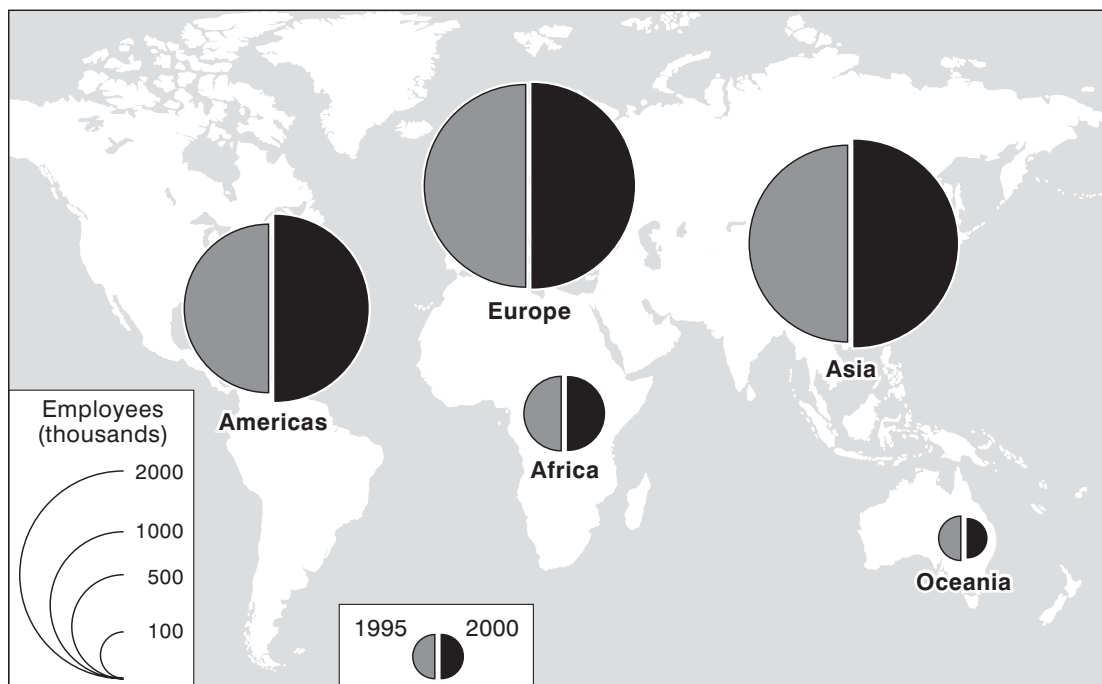 Europe
Asia
Americas
Africa
Oceania
Employees
(thousands)
2000
1000
500
100
1995 2000